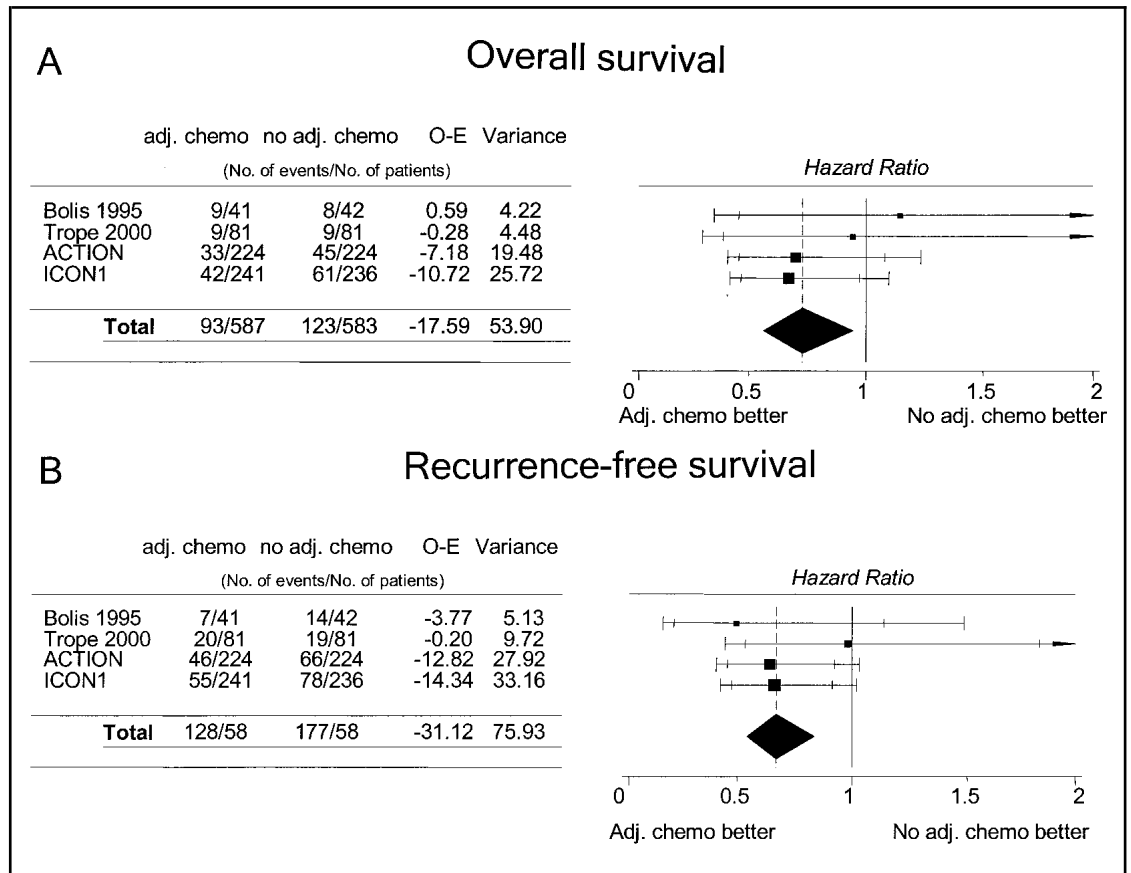 A
Overall survival
adj. chemo no adj. chemo O-E Variance
(No. of events/No. of patients)
Hazard Ratio
Bolis 1995 9/41 8/42 0.59 4.22
Trope 2000 9/81 9/81 -0.28 4.48
ACTION 33/224 45/224 -7.18 19.48
ICON1 42/241 61/236 -10.72 25.72
Total 93/587 123/583 -17.59 53.90
0 0.5 1 1.5 2
Adj. chemo better No adj. chemo better
B
Recurrence-free survival
adj. chemo no adj. chemo O-E Variance
(No. of events/No. of patients)
Hazard Ratio
Bolis 1995 7/41 14/42 -3.77 5.13
Trope 2000 20/81 19/81 -0.20 9.72
ACTION 46/224 66/224 -12.82 27.92
ICON1 55/241 78/236 -14.34 33.16
Total 128/58 177/58 -31.12 75.93
0 0.5 1 1.5 2
Adj. chemo better No adj. chemo better